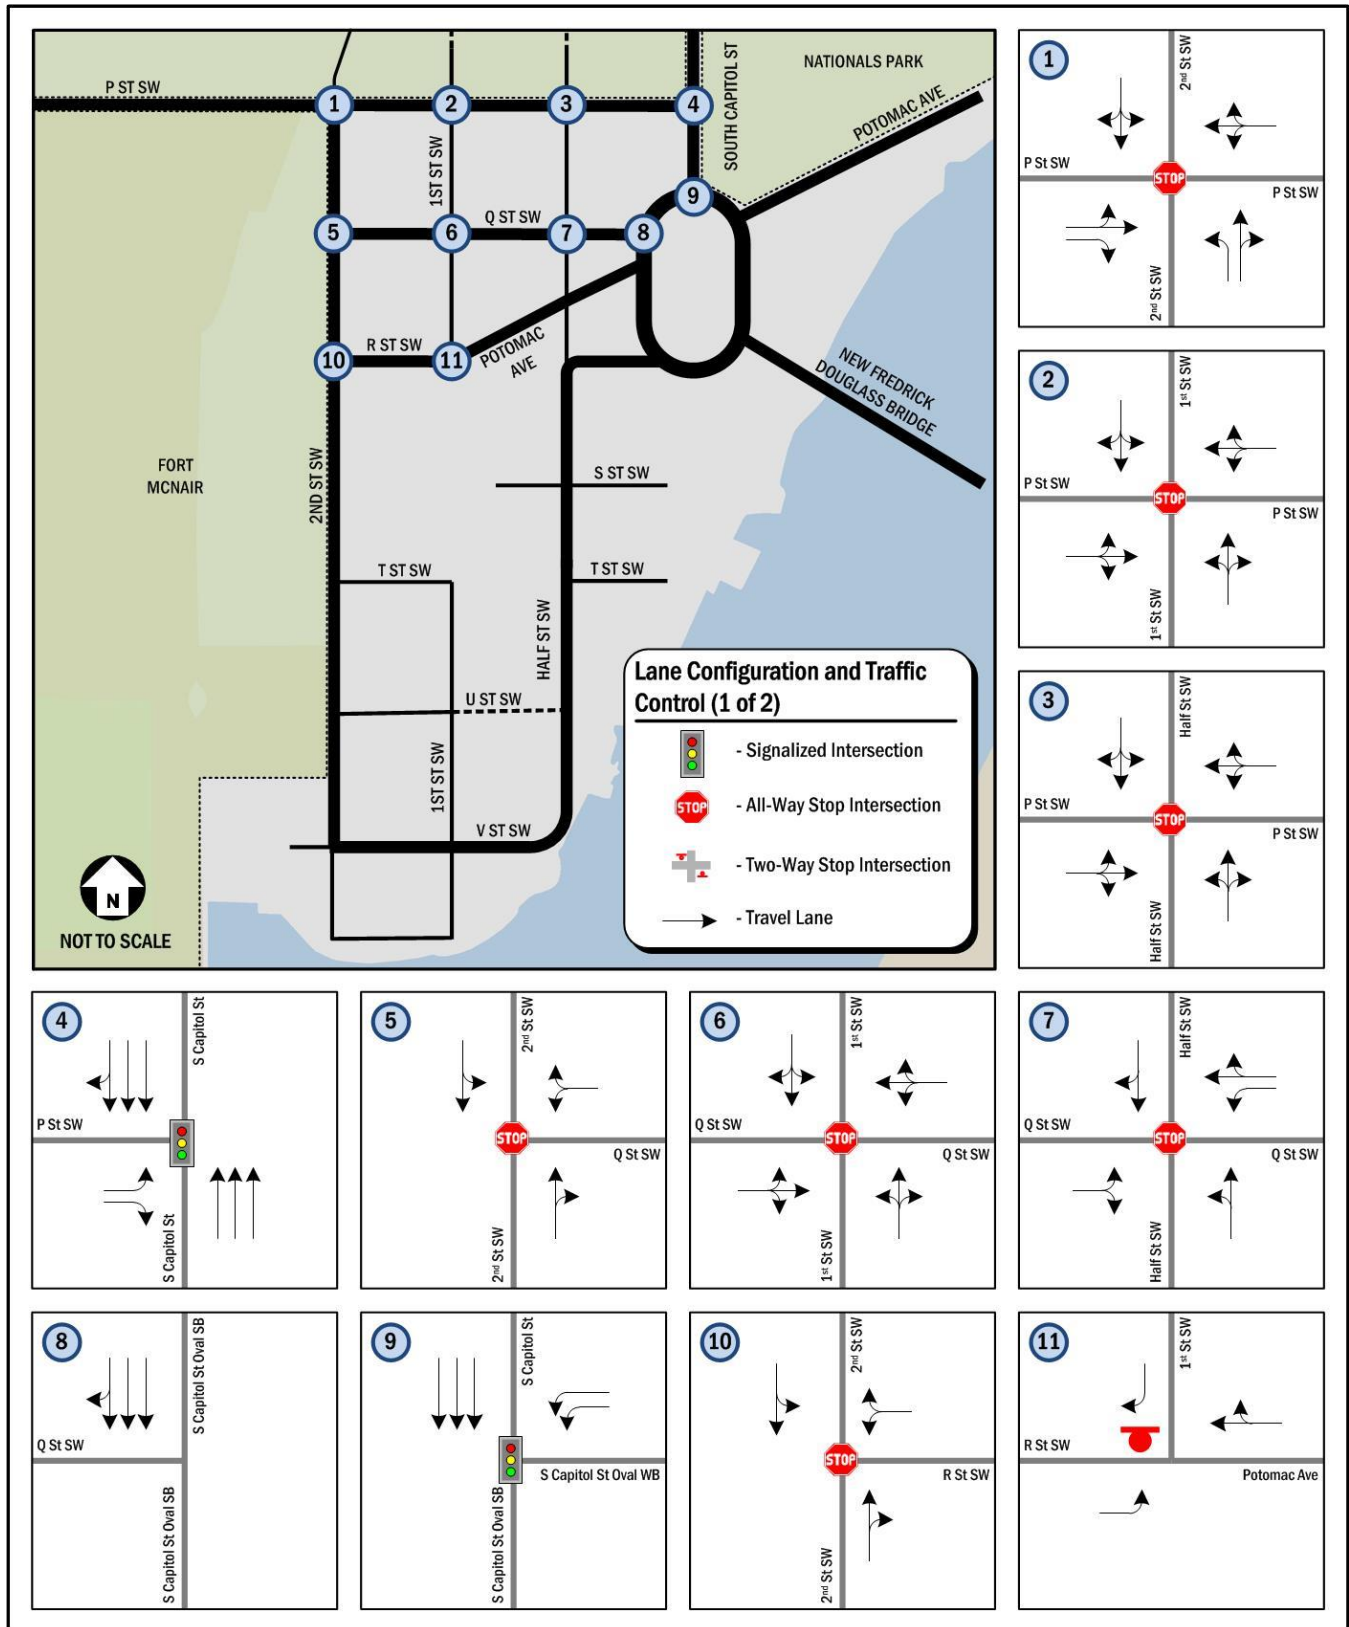 P ST SW
1
2
3
4
SOUTH CAPITOL ST
NATIONALS PARK
POTOMAC AVE
1ST ST SW
9
5
6
Q ST SW
7
8
10
R ST SW
11
POTOMAC
AVE
NEW FREDRICK
DOUGLASS BRIDGE
FORT
MCNAIR
2ND ST SW
S ST SW
T ST SW
T ST SW
HALF ST SW
U ST SW
1ST ST SW
V ST SW
N
NOT TO SCALE
Lane Configuration and Traffic
Control (1 of 2)
- Signalized Intersection
STOP
- All-Way Stop Intersection
- Two-Way Stop Intersection
- Travel Lane
1
2nd St SW
P St SW
STOP
P St SW
2nd St SW
2
1st St SW
P St SW
STOP
P St SW
1st St SW
3
Half St SW
P St SW
STOP
P St SW
Half St SW
4
S Capitol St
P St SW
S Capitol St
5
2nd St SW
STOP
Q St SW
2nd St SW
6
1st St SW
Q St SW
STOP
Q St SW
1st St SW
7
Half St SW
Q St SW
STOP
Q St SW
Half St SW
8
S Capitol St Oval SB
Q St SW
S Capitol St Oval SB
9
S Capitol St
S Capitol St Oval WB
S Capitol St Oval SB
10
2nd St SW
STOP
R St SW
2nd St SW
11
1st St SW
R St SW
Potomac Ave